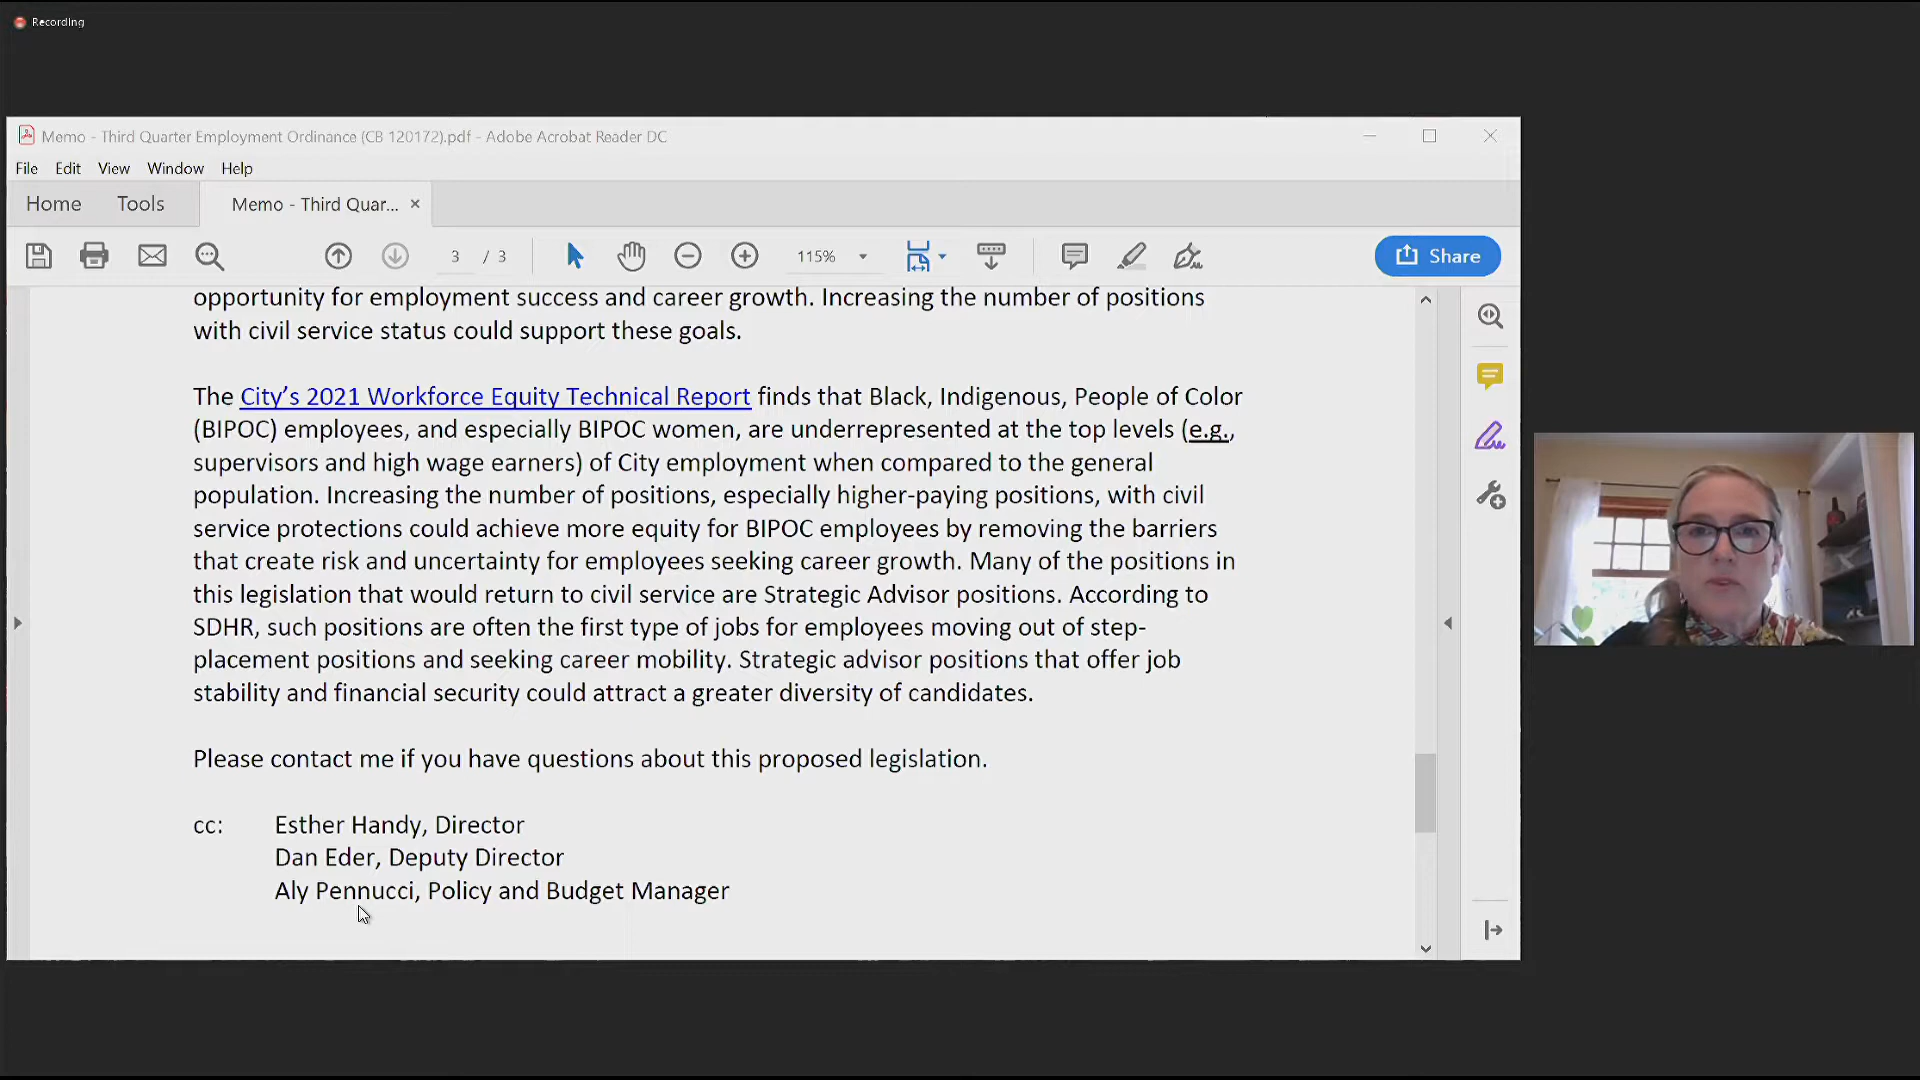 Recording
Memo - Third Quarter Employment Ordinance (CB 120172).pdf - Adobe Acrobat Reader DC
File Edit View Window Help
Home Tools Memo - Third Quar... ×
3 / 3 115% Share
opportunity for employment success and career growth. Increasing the number of positions
with civil service status could support these goals.
The City’s 2021 Workforce Equity Technical Report finds that Black, Indigenous, People of Color
(BIPOC) employees, and especially BIPOC women, are underrepresented at the top levels (e.g.,
supervisors and high wage earners) of City employment when compared to the general
population. Increasing the number of positions, especially higher-paying positions, with civil
service protections could achieve more equity for BIPOC employees by removing the barriers
that create risk and uncertainty for employees seeking career growth. Many of the positions in
this legislation that would return to civil service are Strategic Advisor positions. According to
SDHR, such positions are often the first type of jobs for employees moving out of step-
placement positions and seeking career mobility. Strategic advisor positions that offer job
stability and financial security could attract a greater diversity of candidates.
Please contact me if you have questions about this proposed legislation.
cc: Esther Handy, Director
Dan Eder, Deputy Director
Aly Pennucci, Policy and Budget Manager